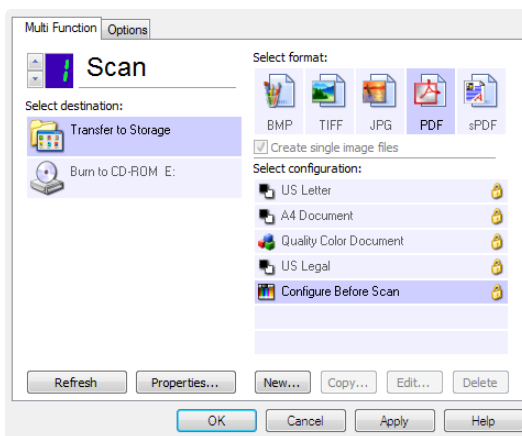 Multi Function
Options
1
Scan
Select destination:
Transfer to Storage
Burn to CD-ROM E:
Select format:
BMP TIFF JPG PDF sPDF
Create single image files
Select configuration:
US Letter
A4 Document
Quality Color Document
US Legal
Configure Before Scan
Refresh Properties... New... Copy... Edit... Delete
OK Cancel Apply Help